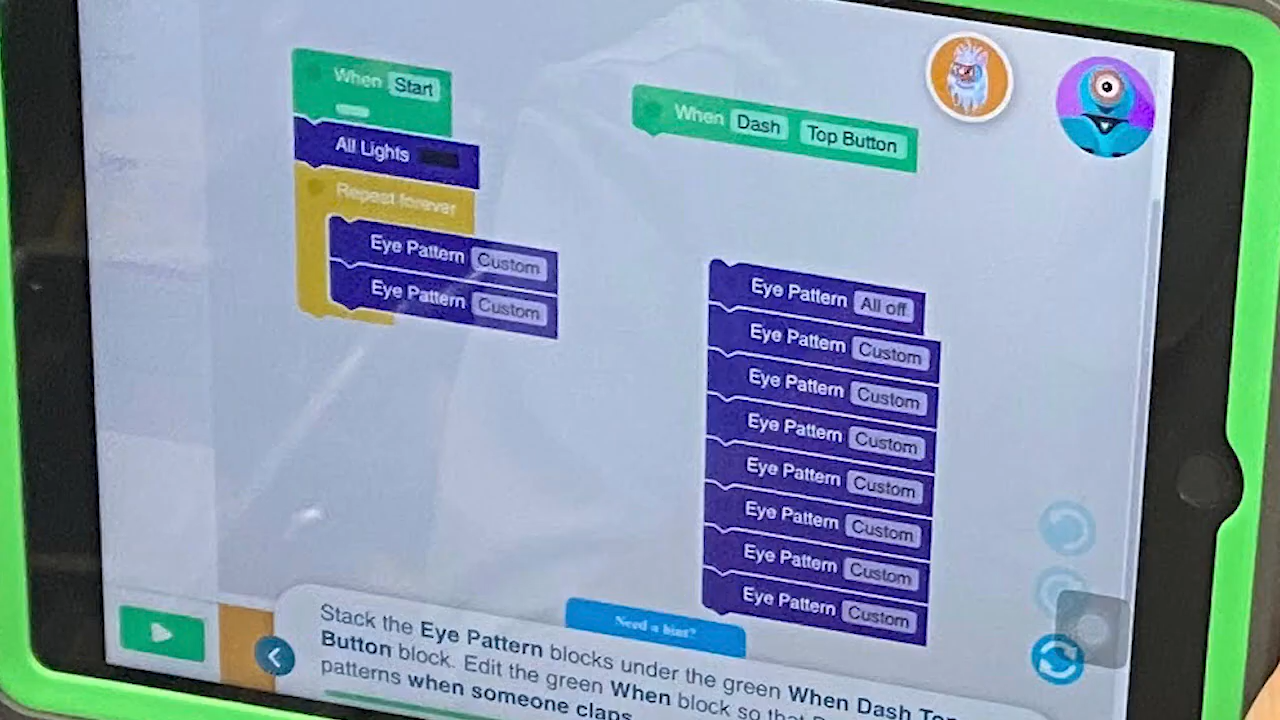 When Start
All Lights
Repeat forever
Eye Pattern Custom
Eye Pattern Custom
When Dash Top Button
Eye Pattern All off
Eye Pattern Custom
Eye Pattern Custom
Eye Pattern Custom
Eye Pattern Custom
Eye Pattern Custom
Eye Pattern Custom
Eye Pattern Custom
Need a hint?
Stack the Eye Pattern blocks under the green When Dash Top
Button block. Edit the green When block so that
patterns when someone claps.